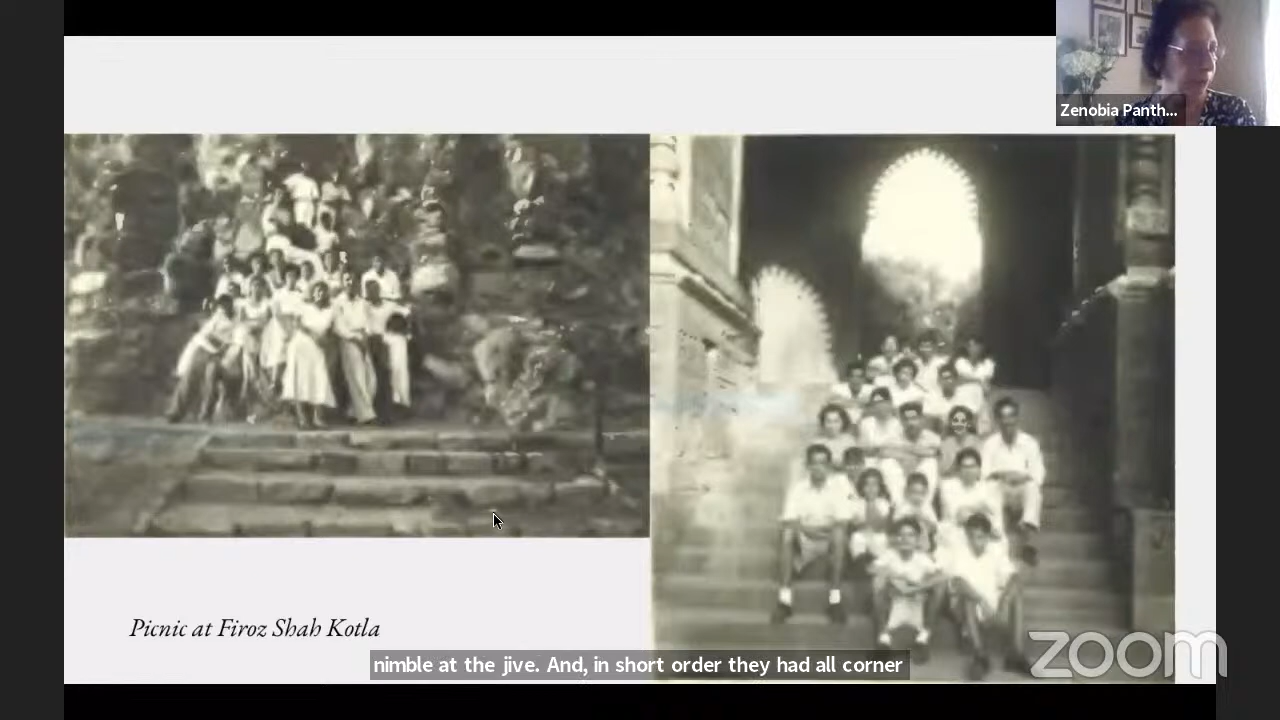 Zenobia Panth...
Picnic at Firoz Shah Kotla
nimble at the jive. And, in short order they had all corner
zoom